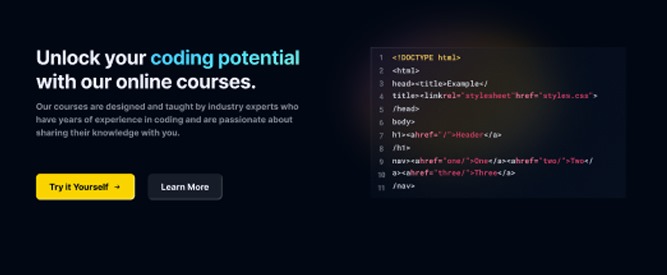 Unlock your coding potential
with our online courses.
Our courses are designed and taught by industry experts who
have years of experience in coding and are passionate about
sharing their knowledge with you.
Try it Yourself →
Learn More
1 <!DOCTYPE html>
2 <html>
3 head><title>Example</
4 title><linkrel="stylesheet"href="styles.css">
5 /head>
6 body>
7 h1><ahref="/">Header</a>
8 /h1>
9 nav><ahref="one/">One</a><ahref="two/">Two</
10 a><ahref="three/">Three</a>
11 /nav>